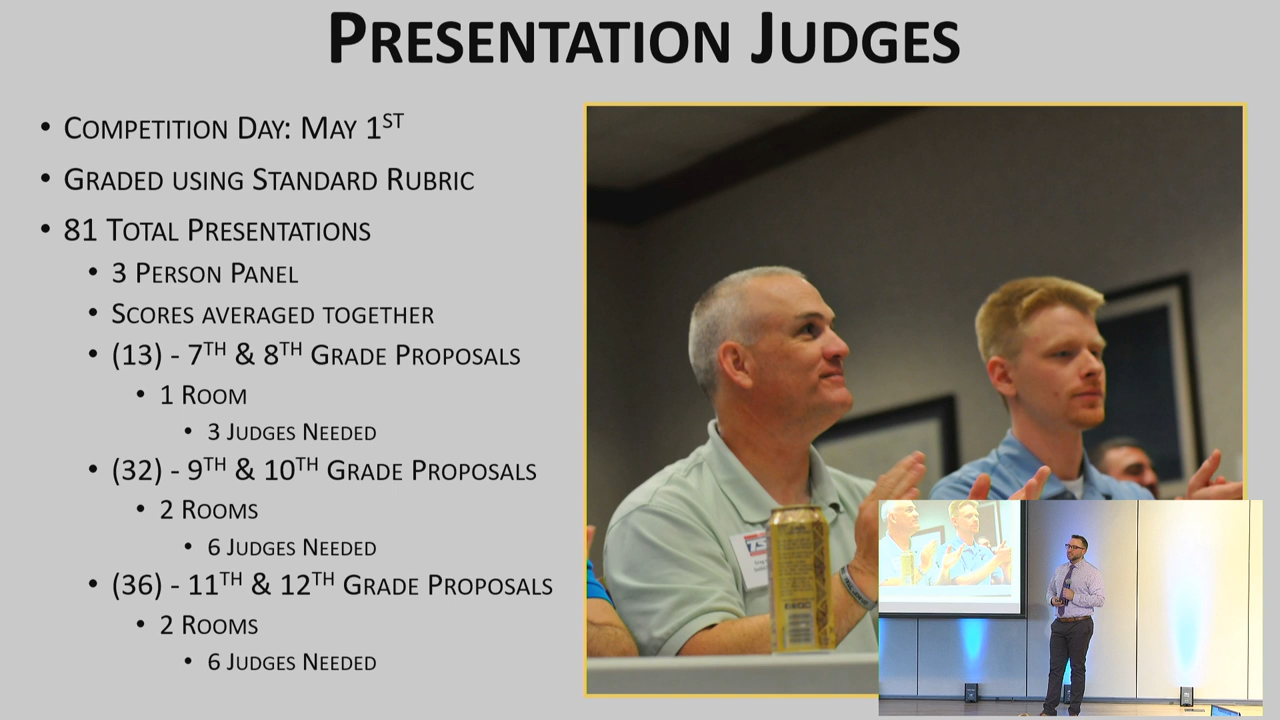 PRESENTATION JUDGES
• COMPETITION DAY: MAY 1ST
• GRADED USING STANDARD RUBRIC
• 81 TOTAL PRESENTATIONS
• 3 PERSON PANEL
• SCORES AVERAGED TOGETHER
• (13) - 7TH & 8TH GRADE PROPOSALS
• 1 ROOM
• 3 JUDGES NEEDED
• (32) - 9TH & 10TH GRADE PROPOSALS
• 2 ROOMS
• 6 JUDGES NEEDED
• (36) - 11TH & 12TH GRADE PROPOSALS
• 2 ROOMS
• 6 JUDGES NEEDED